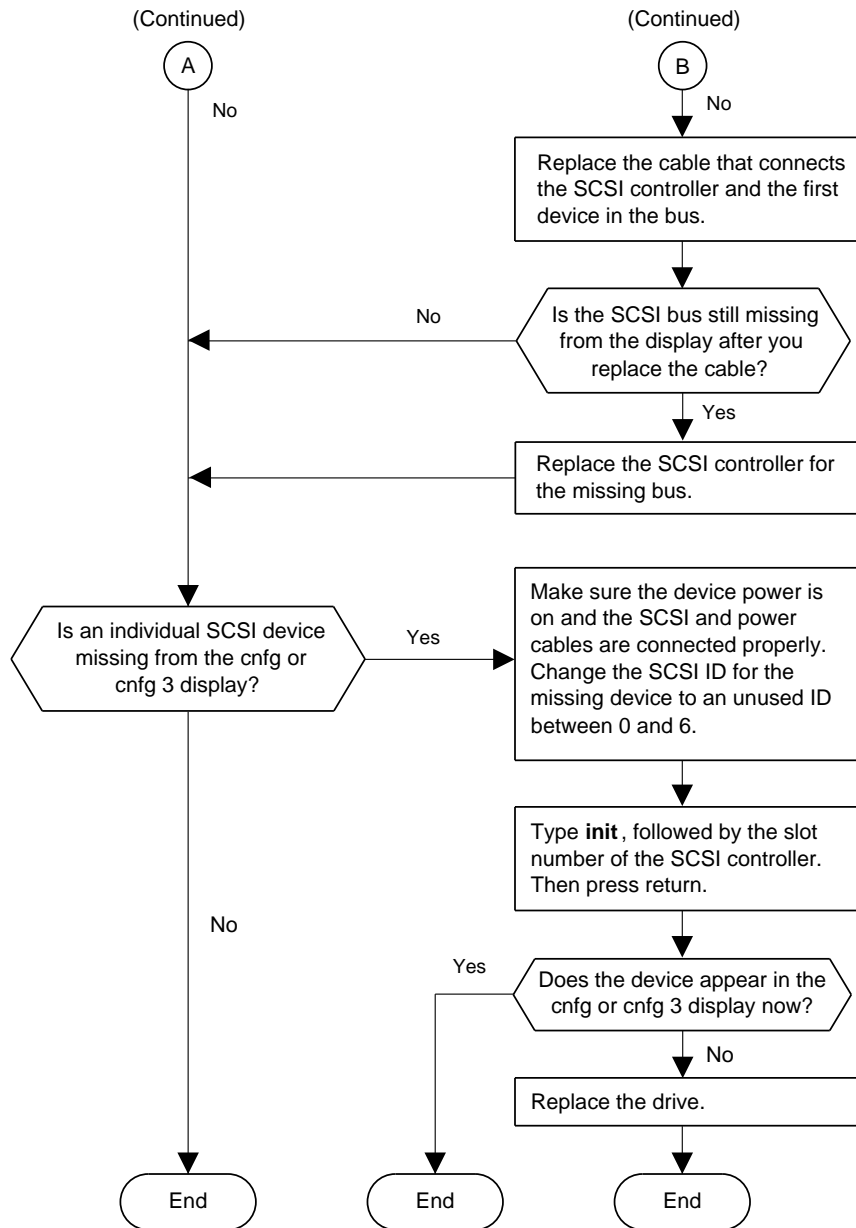 (Continued)
(Continued)
A
B
No
No
Replace the cable that connects
the SCSI controller and the first
device in the bus.
No
Is the SCSI bus still missing
from the display after you
replace the cable?
Yes
Replace the SCSI controller for
the missing bus.
Is an individual SCSI device
missing from the cnfg or
cnfg 3 display?
Yes
Make sure the device power is
on and the SCSI and power
cables are connected properly.
Change the SCSI ID for the
missing device to an unused ID
between 0 and 6.
Type init, followed by the slot
number of the SCSI controller.
Then press return.
No
Yes
Does the device appear in the
cnfg or cnfg 3 display now?
No
Replace the drive.
End
End
End